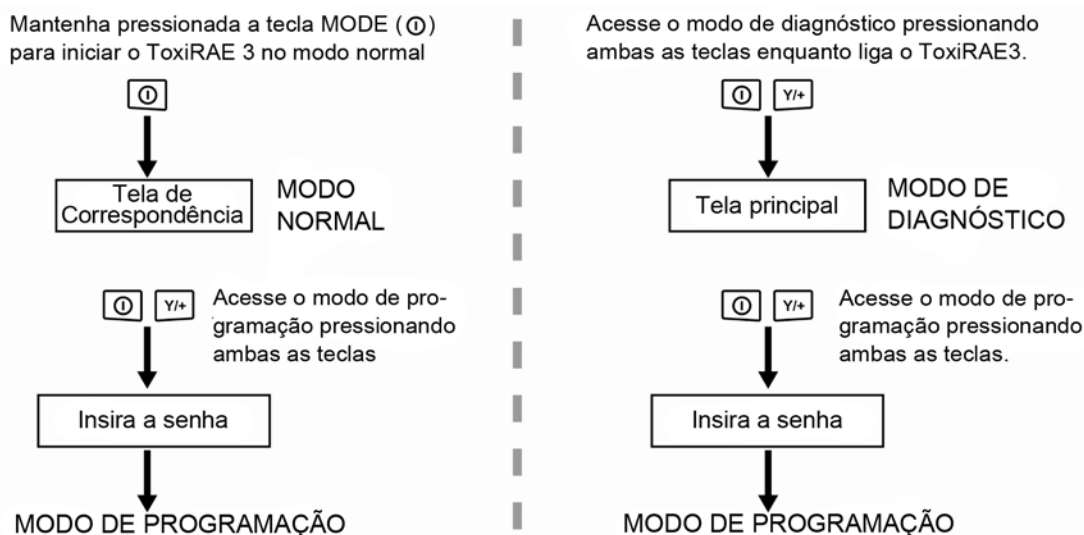 Mantenha pressionada a tecla MODE ( )
para iniciar o ToxiRAE 3 no modo normal
Tela de
Correspondência
MODO
NORMAL
Y/+
Acesse o modo de pro-
gramação pressionando
ambas as teclas
Insira a senha
MODO DE PROGRAMAÇÃO
Acesse o modo de diagnóstico pressionando
ambas as teclas enquanto liga o ToxiRAE3.
Y/+
Tela principal
MODO DE
DIAGNÓSTICO
Y/+
Acesse o modo de pro-
gramação pressionando
ambas as teclas.
Insira a senha
MODO DE PROGRAMAÇÃO